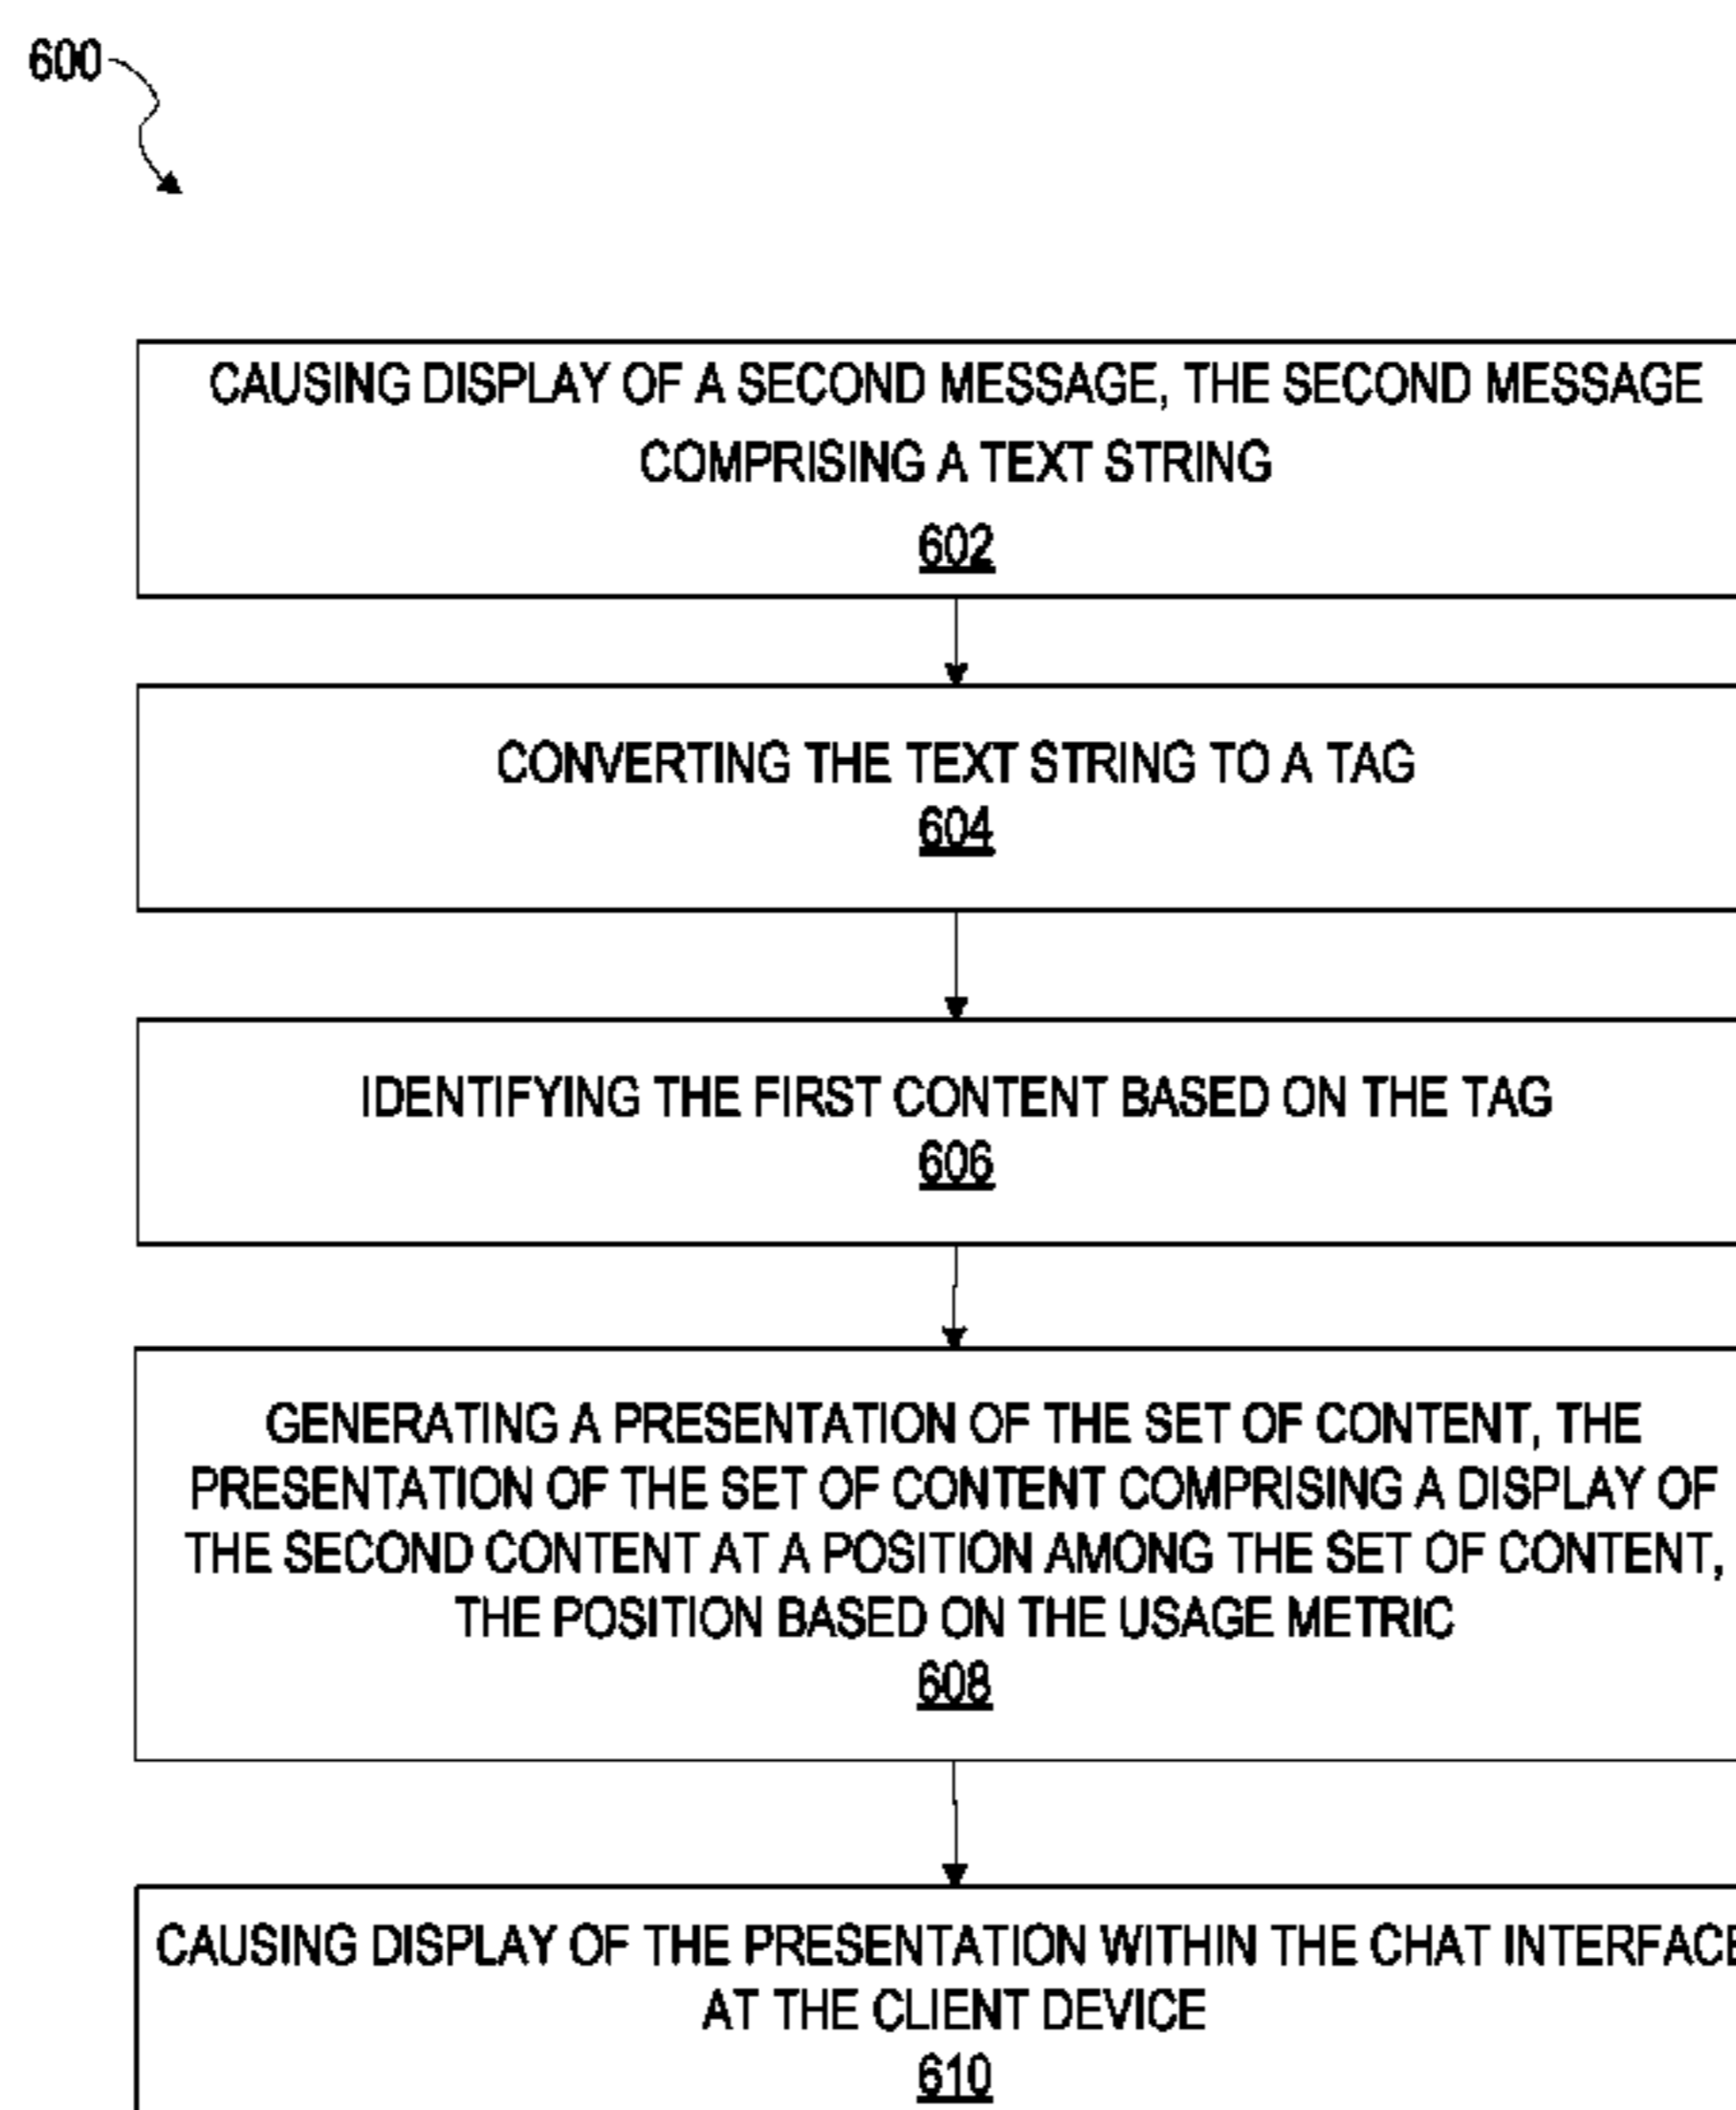 600
CAUSING DISPLAY OF A SECOND MESSAGE, THE SECOND MESSAGE
COMPRISING A TEXT STRING
602
CONVERTING THE TEXT STRING TO A TAG
604
IDENTIFYING THE FIRST CONTENT BASED ON THE TAG
606
GENERATING A PRESENTATION OF THE SET OF CONTENT, THE
PRESENTATION OF THE SET OF CONTENT COMPRISING A DISPLAY OF
THE SECOND CONTENT AT A POSITION AMONG THE SET OF CONTENT,
THE POSITION BASED ON THE USAGE METRIC
608
CAUSING DISPLAY OF THE PRESENTATION WITHIN THE CHAT INTERFACE
AT THE CLIENT DEVICE
610